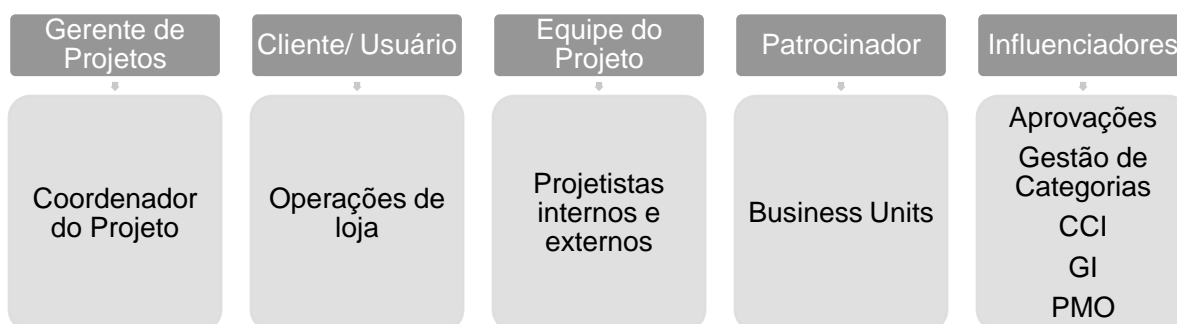 Gerente de
Projetos
Coordenador
do Projeto
Cliente/ Usuário
Operações de
loja
Equipe do
Projeto
Projetistas
internos e
externos
Patrocinador
Business Units
Influenciadores
Aprovações
Gestão de
Categorias
CCI
GI
PMO